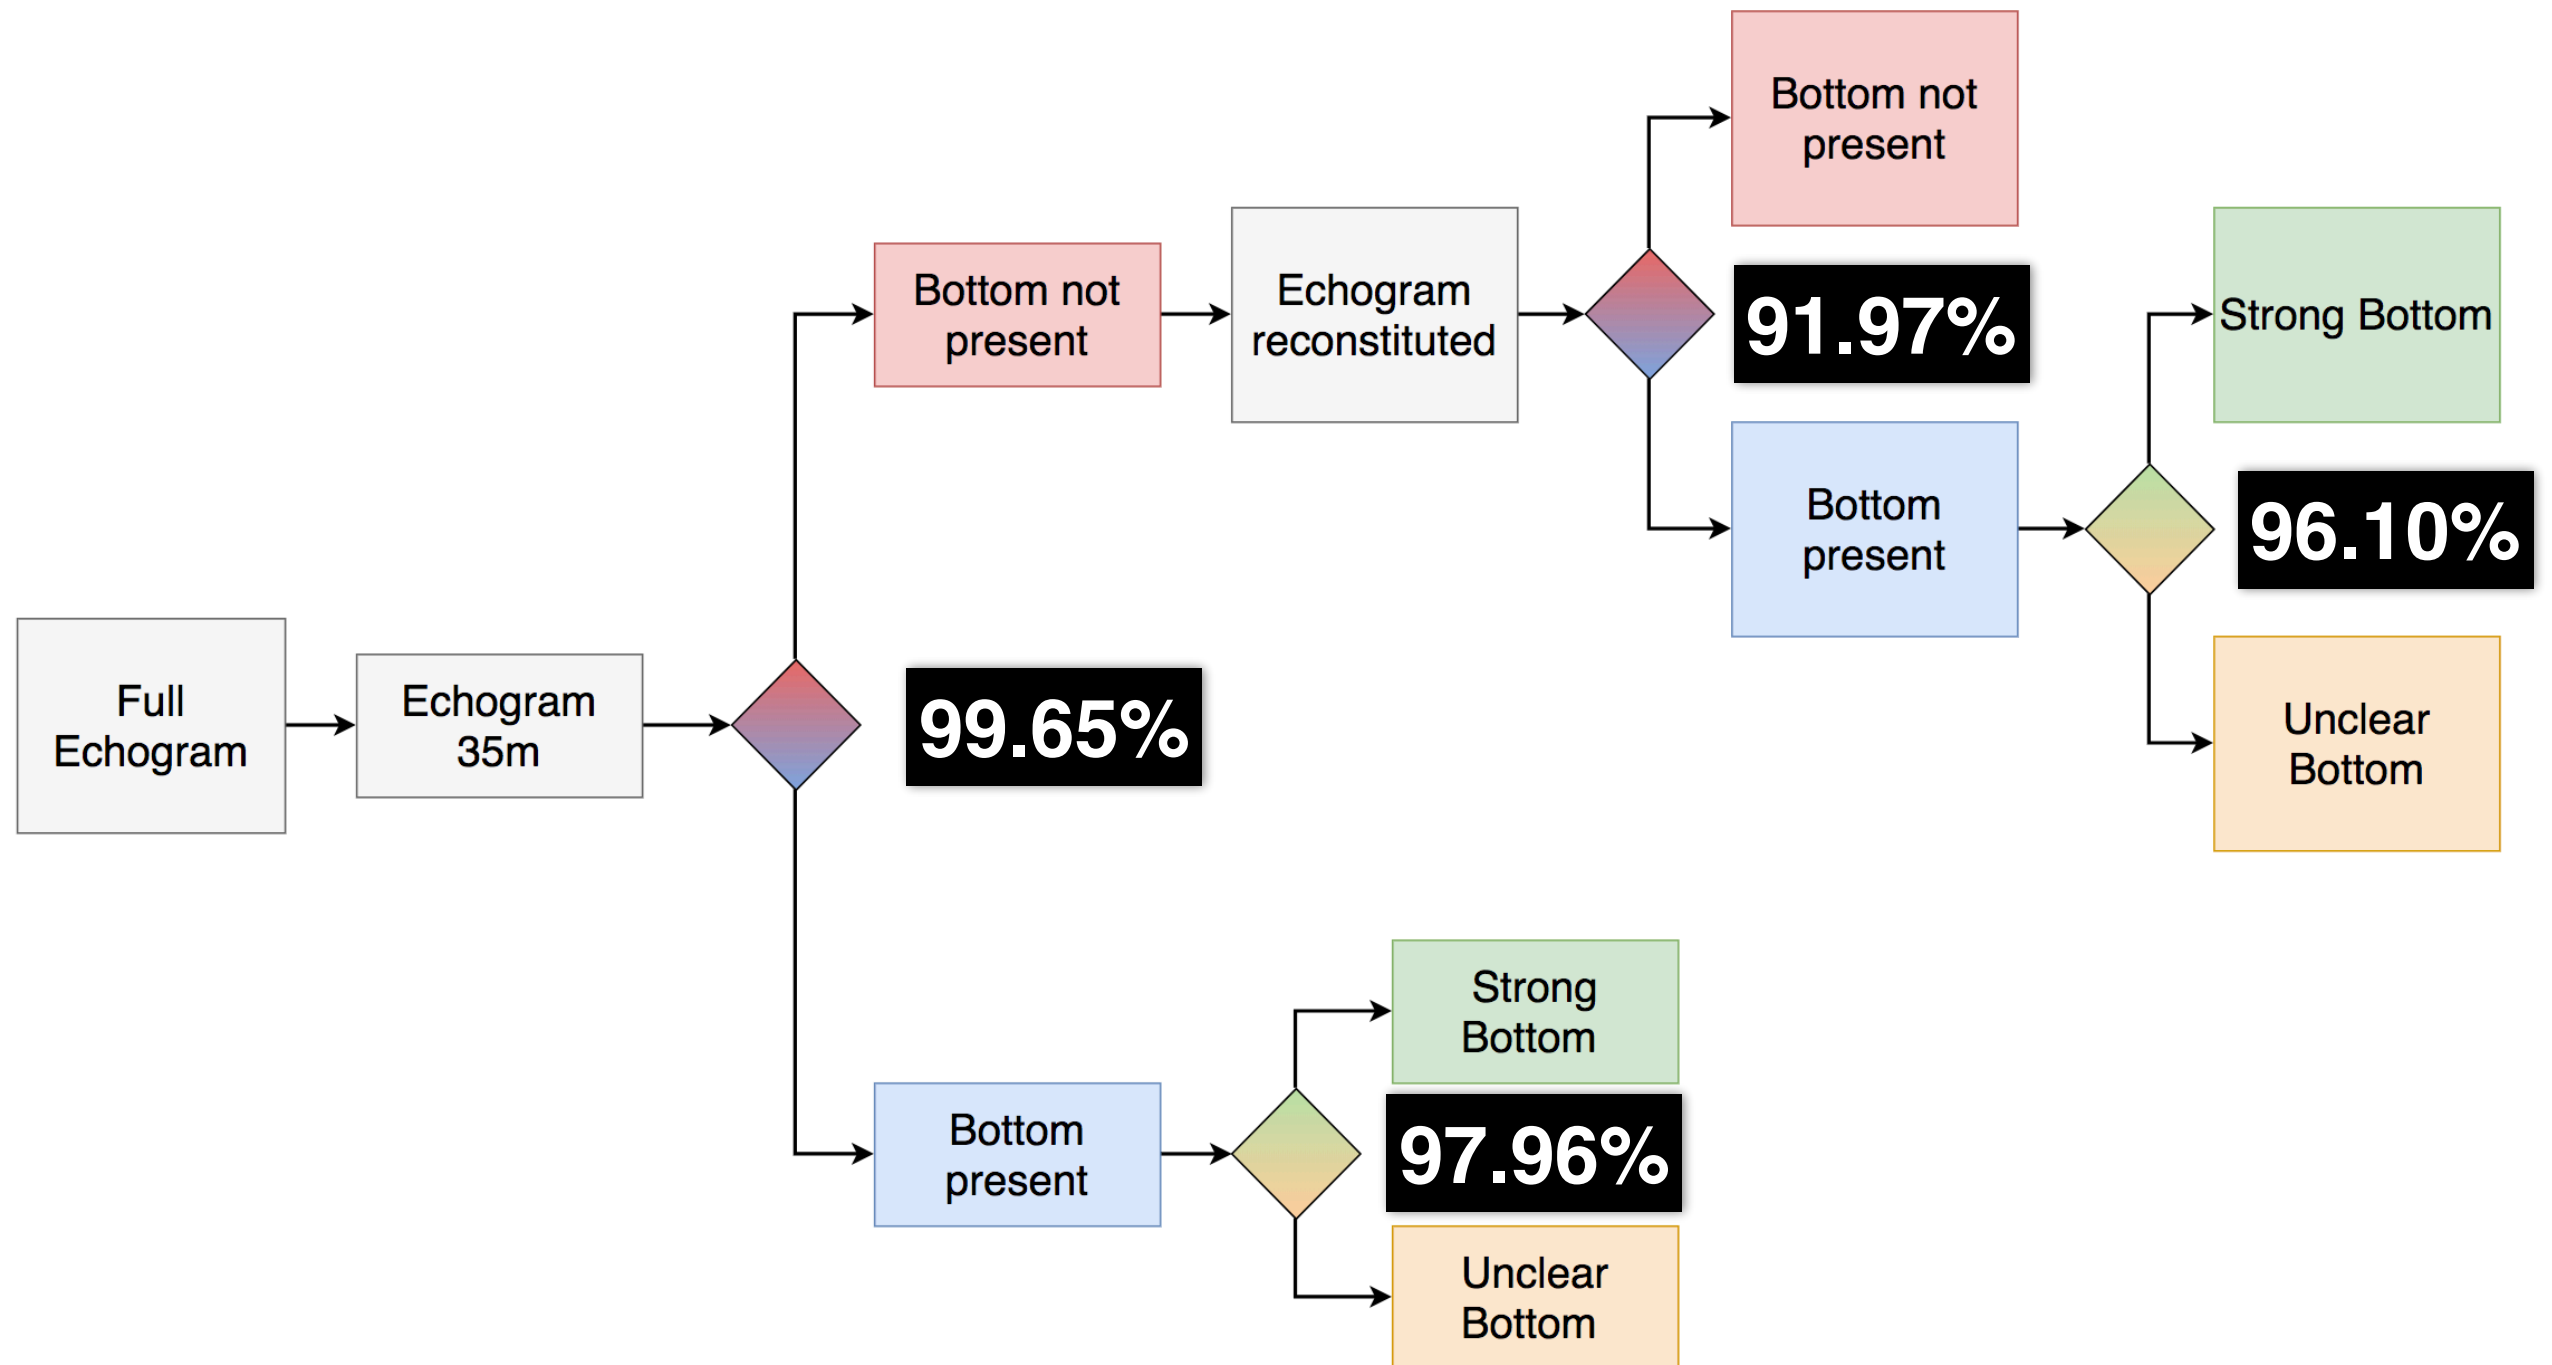 Full
Echogram
Echogram
35m
99.65%
Bottom not
present
Echogram
reconstituted
Bottom not
present
91.97%
Bottom
present
Strong Bottom
96.10%
Unclear
Bottom
Bottom
present
Strong
Bottom
97.96%
Unclear
Bottom